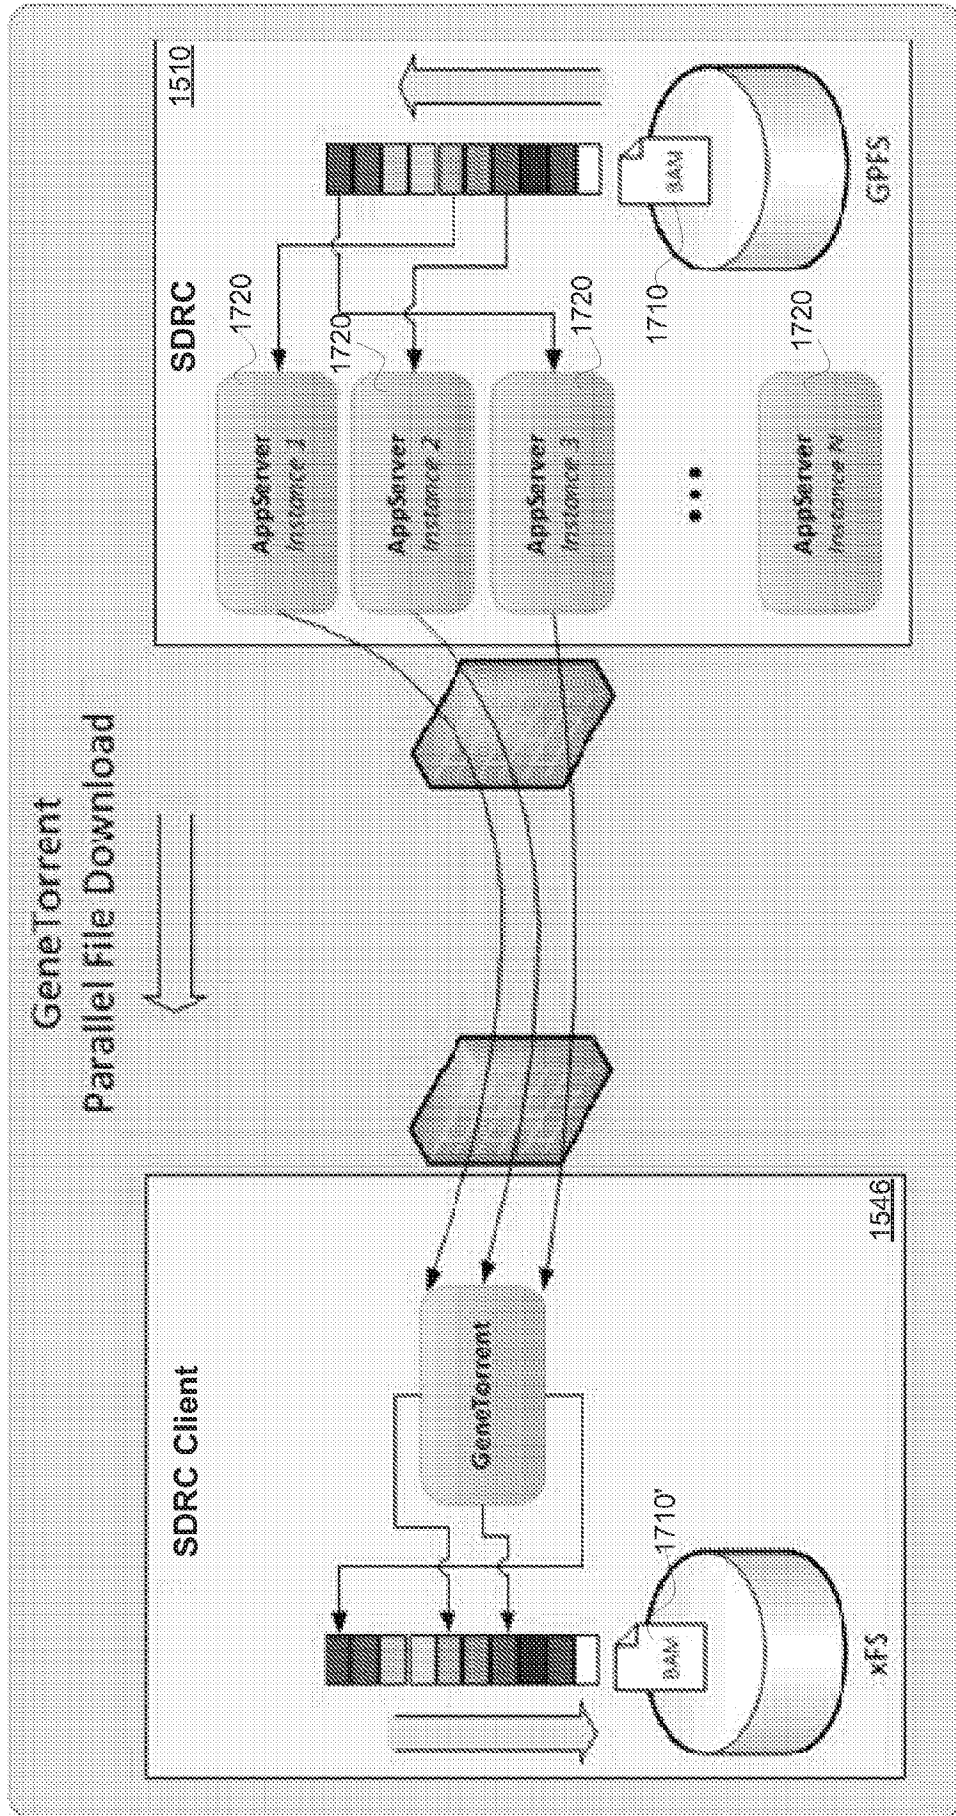 GeneTorrent
Parallel File Download
SDRC Client
GeneTorrent
BAM
1710'
xFS
1546
SDRC
1510
AppServer
Instance 1
1720
AppServer
Instance 2
1720
AppServer
Instance 3
1720
AppServer
Instance N
1720
BAM
1710
GPFS